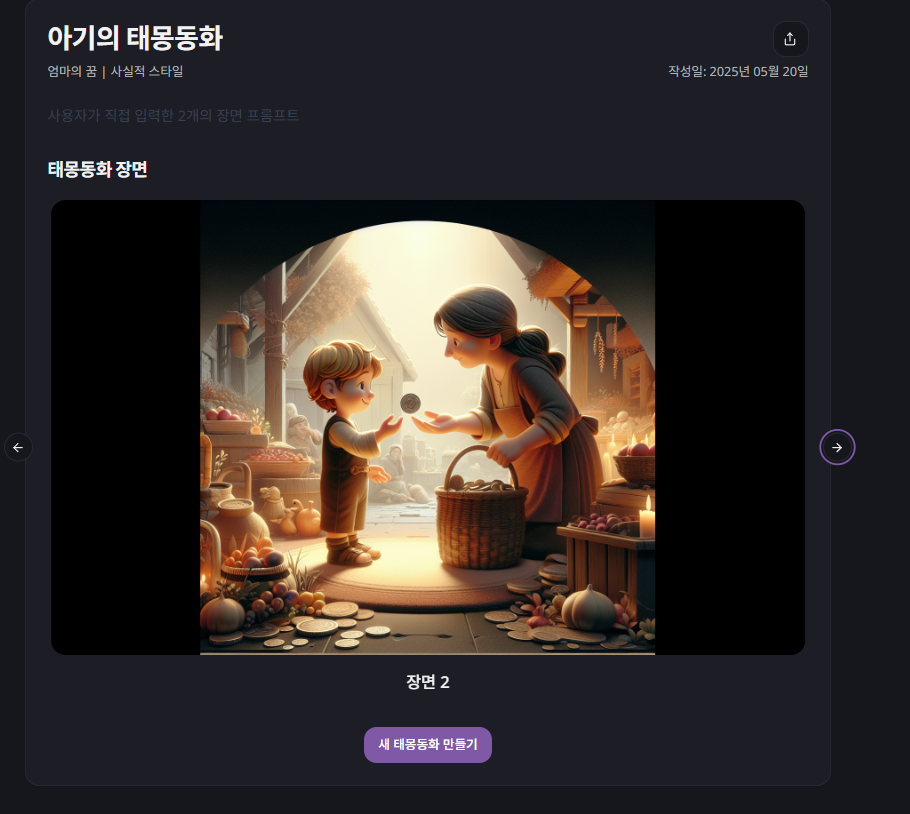 아기의 태몽동화
엄마의 꿈 | 사실적 스타일
작성일: 2025년 05월 20일
사용자가 직접 입력한 2개의 장면 프롬프트
태몽동화 장면
장면 2
새 태몽동화 만들기